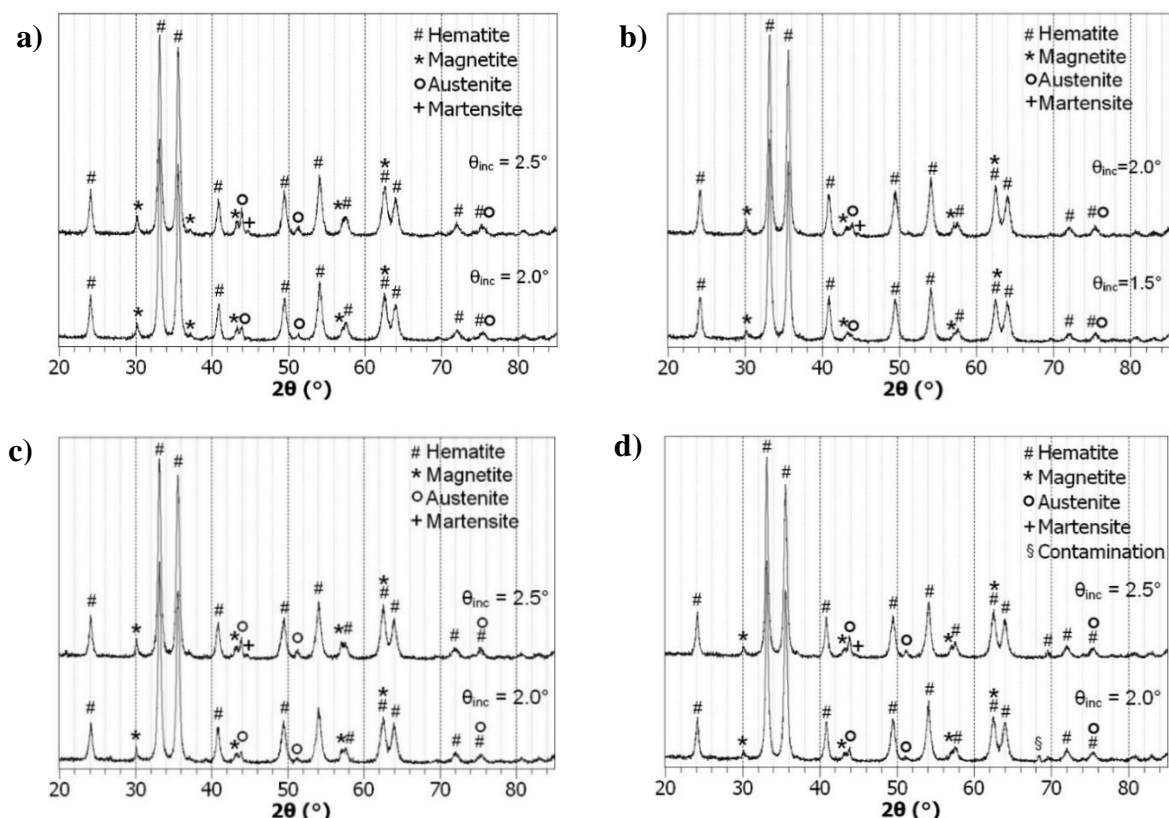 a)
# Hematite
* Magnetite
o Austenite
+ Martensite
# #
θinc = 2.5°
# * * # * o + # o # * # * # # # # o
θinc = 2.0°
# * * # * o # o # * # * # # # # o
20 30 40 50 60 70 80
2θ (°)
b)
# Hematite
* Magnetite
o Austenite
+ Martensite
# #
θinc = 2.0°
# * # * o + # # * # * # # # # o
θinc=1.5°
# * # * o # # * # * # # # # o
20 30 40 50 60 70 80
2θ (°)
c)
# Hematite
* Magnetite
o Austenite
+ Martensite
# #
θinc = 2.5°
# * # * o + # o # * # * # # # o #
θinc = 2.0°
# * # * o # o * # * # # # o #
20 30 40 50 60 70 80
2θ (°)
d)
# Hematite
* Magnetite
o Austenite
+ Martensite
§ Contamination
# #
θinc = 2.5°
# * # * o + # o # * # * # # # # o #
θinc = 2.0°
# * # * o # o # * # * # # § # o #
20 30 40 50 60 70 80
2θ (°)